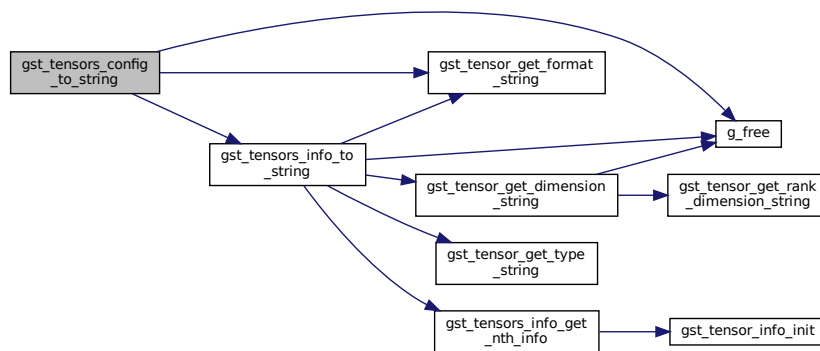 gst_tensors_config
_to_string
gst_tensor_get_format
_string
g_free
gst_tensors_info_to
_string
gst_tensor_get_dimension
_string
gst_tensor_get_rank
_dimension_string
gst_tensor_get_type
_string
gst_tensors_info_get
_nth_info
gst_tensor_info_init